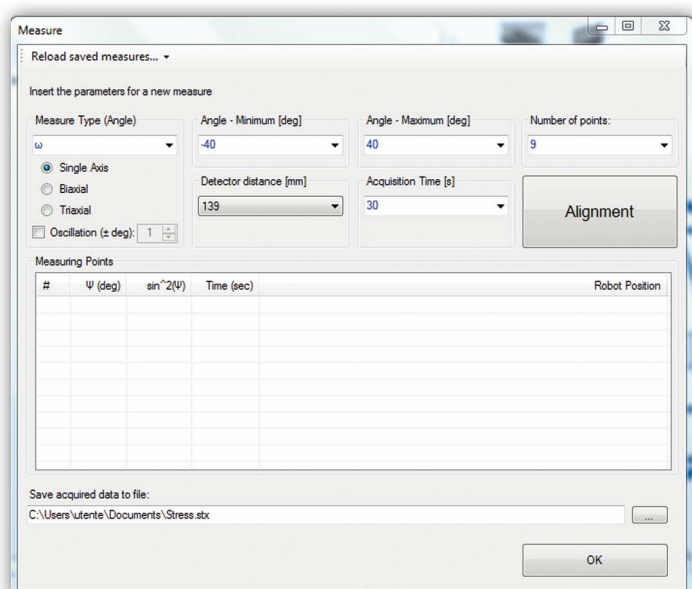 Measure
Reload saved measures...
Insert the parameters for a new measure
Measure Type (Angle)
ω
Single Axis
Biaxial
Triaxial
Oscillation (± deg): 1
Angle - Minimum [deg]
-40
Angle - Maximum [deg]
40
Number of points:
9
Detector distance [mm]
139
Acquisition Time [s]
30
Alignment
Measuring Points
# Ψ (deg) sin^2(Ψ) Time (sec) Robot Position
Save acquired data to file:
C:\Users\utente\Documents\Stress.stx
...
OK